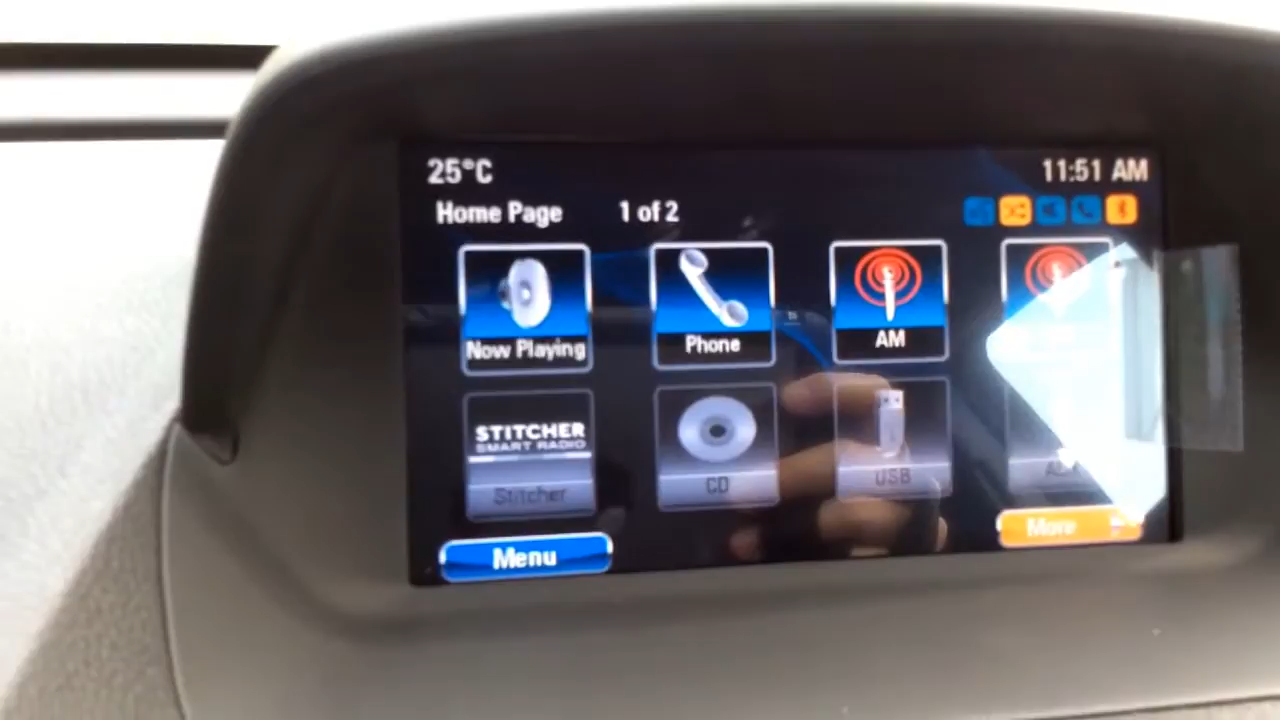 25°C
11:51 AM
Home Page 1 of 2
Now Playing
Phone
AM
STITCHER
SMART RADIO
Stitcher
CD
USB
Menu
More